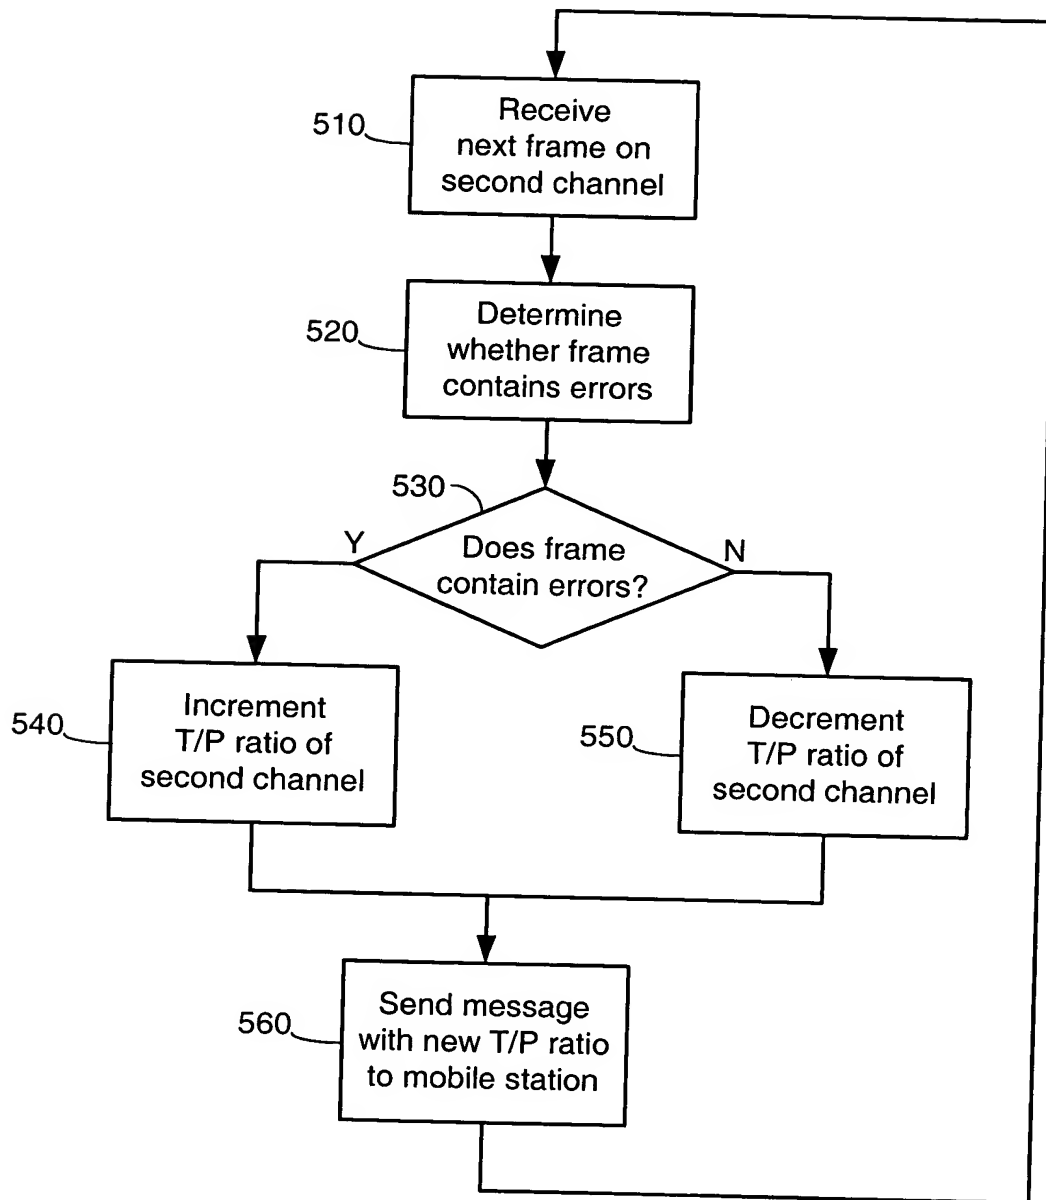 510
Receive
next frame on
second channel
520
Determine
whether frame
contains errors
530
Y
Does frame
contain errors?
N
540
Increment
T/P ratio of
second channel
550
Decrement
T/P ratio of
second channel
560
Send message
with new T/P ratio
to mobile station